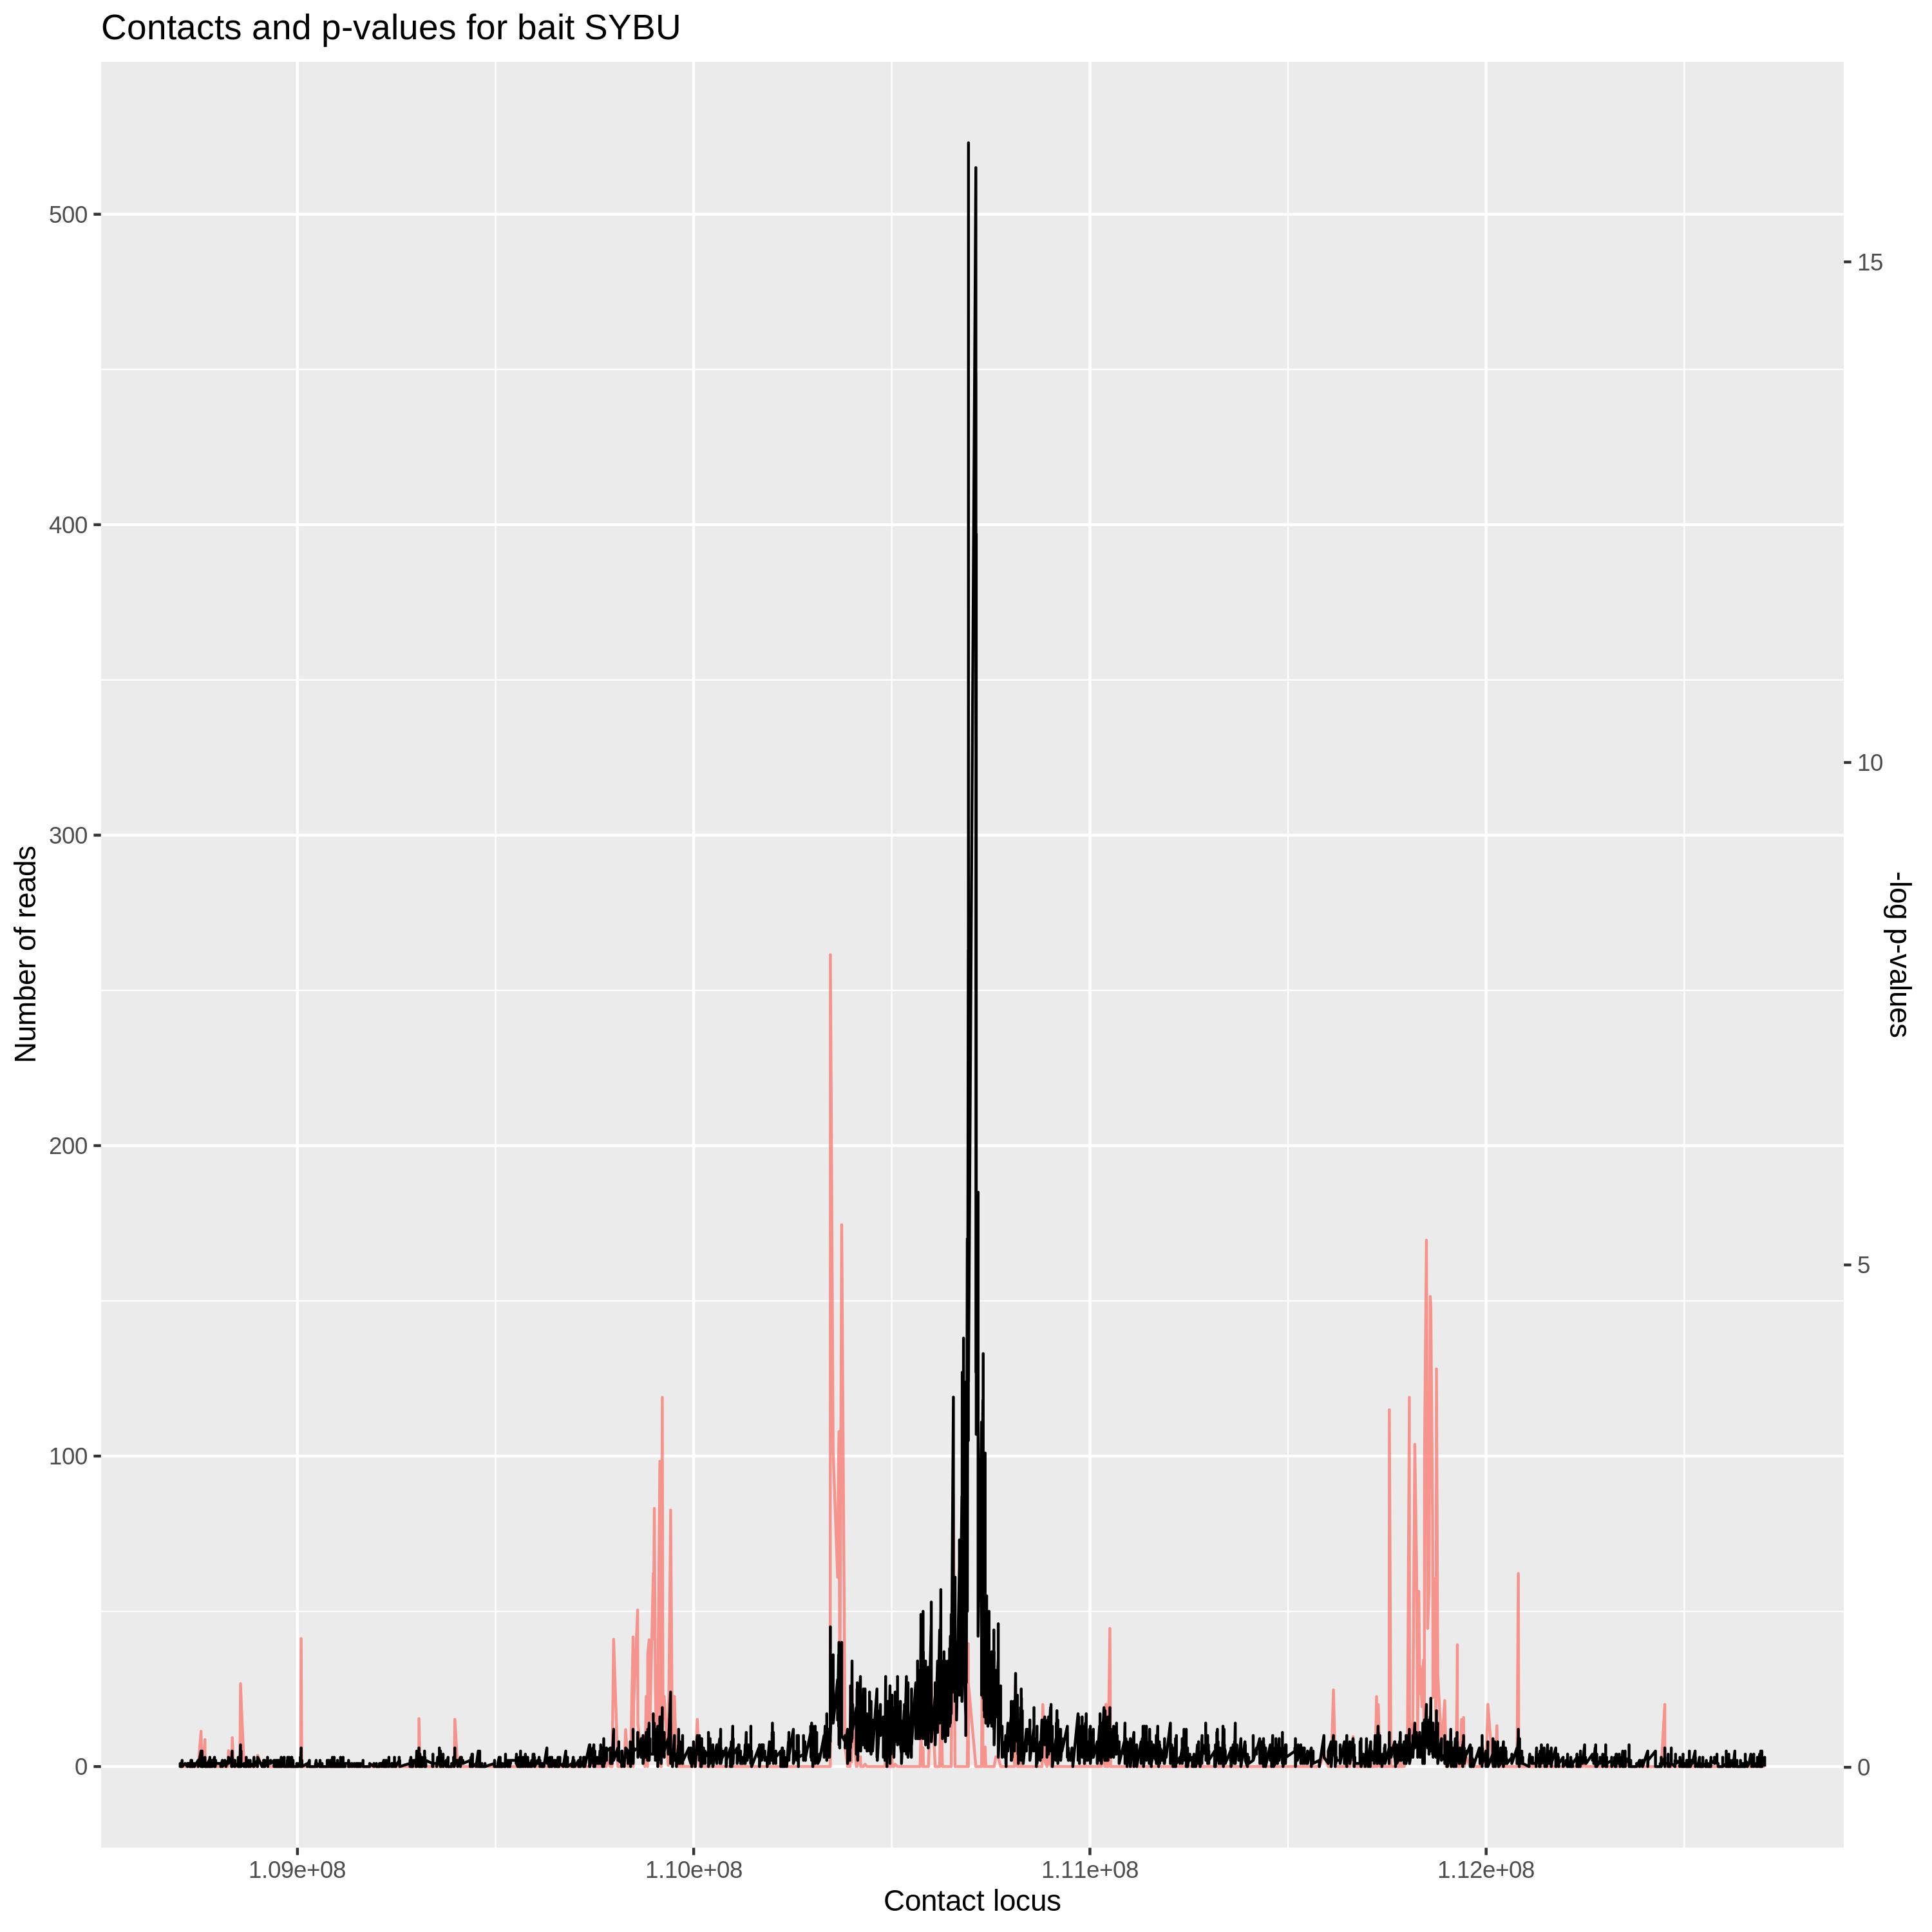 Contacts and p-values for bait SYBU
500
400
300
200
100
0
Number of reads
15
10
5
0
-log p-values
1.09e+08
1.10e+08
1.11e+08
1.12e+08
Contact locus